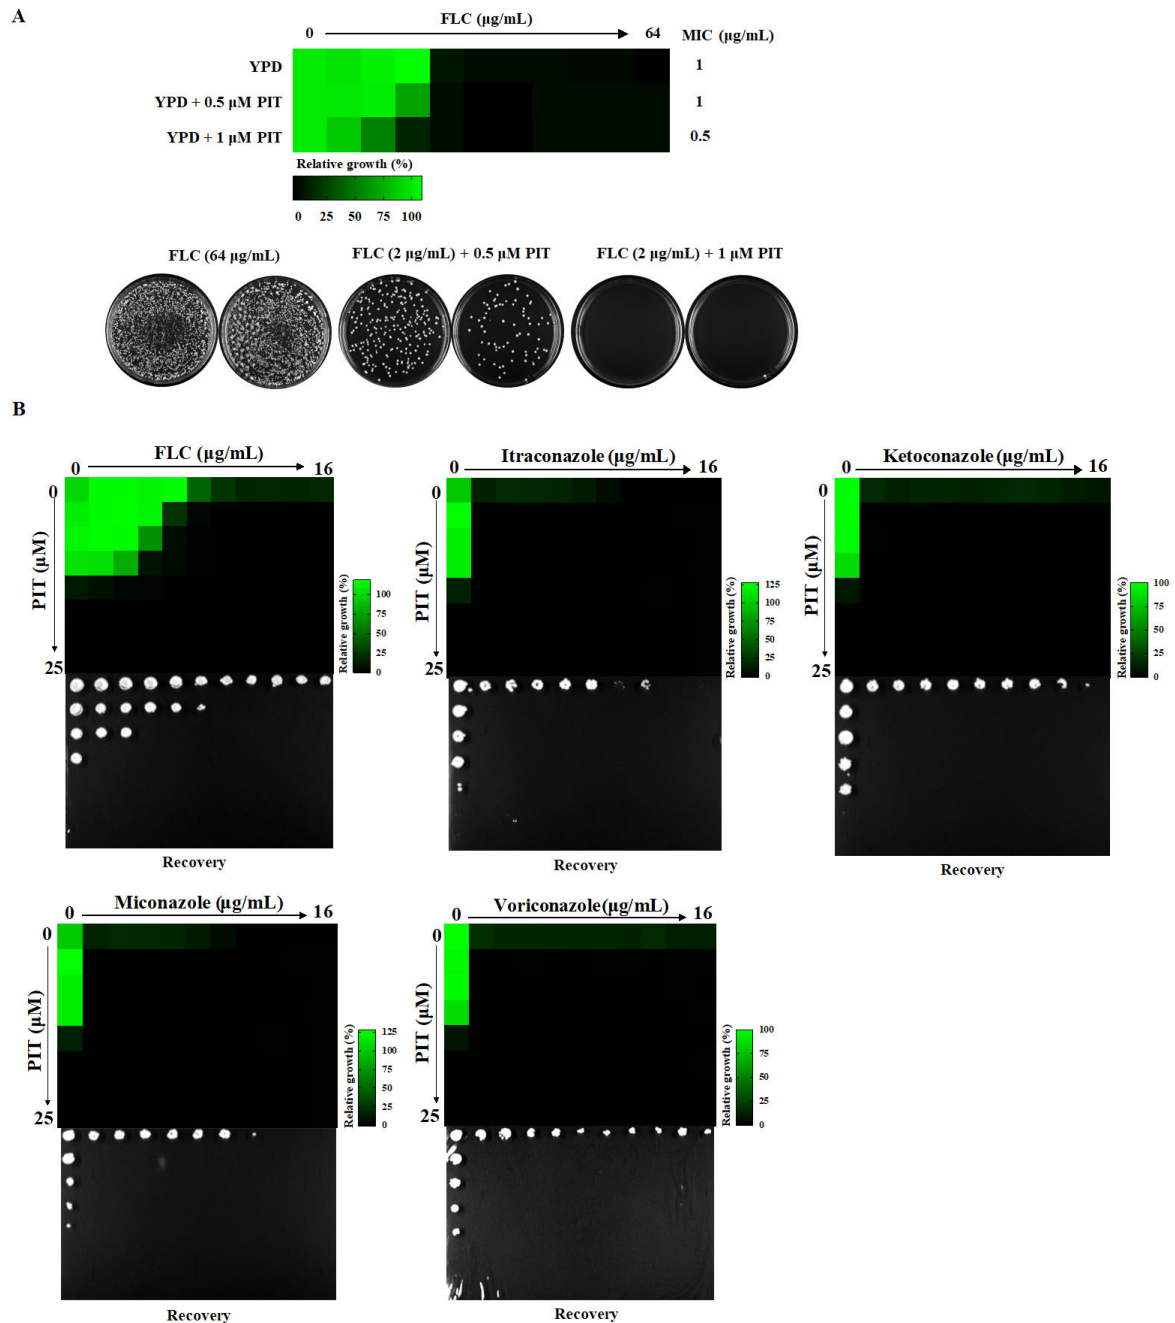 A
FLC (µg/mL)
0 64 MIC (µg/mL)
YPD 1
YPD + 0.5 µM PIT 1
YPD + 1 µM PIT 0.5
Relative growth (%)
0 25 50 75 100
FLC (64 µg/mL) FLC (2 µg/mL) + 0.5 µM PIT FLC (2 µg/mL) + 1 µM PIT
B
FLC (µg/mL)
0 16
0
PIT (µM)
25
Relative growth (%)
100
75
50
25
0
Recovery
Itraconazole (µg/mL)
0 16
0
PIT (µM)
25
Relative growth (%)
125
100
75
50
25
0
Recovery
Ketoconazole (µg/mL)
0 16
0
PIT (µM)
25
Relative growth (%)
100
75
50
25
0
Recovery
Miconazole (µg/mL)
0 16
0
PIT (µM)
25
Relative growth (%)
125
100
75
50
25
0
Recovery
Voriconazole (µg/mL)
0 16
0
PIT (µM)
25
Relative growth (%)
100
75
50
25
0
Recovery